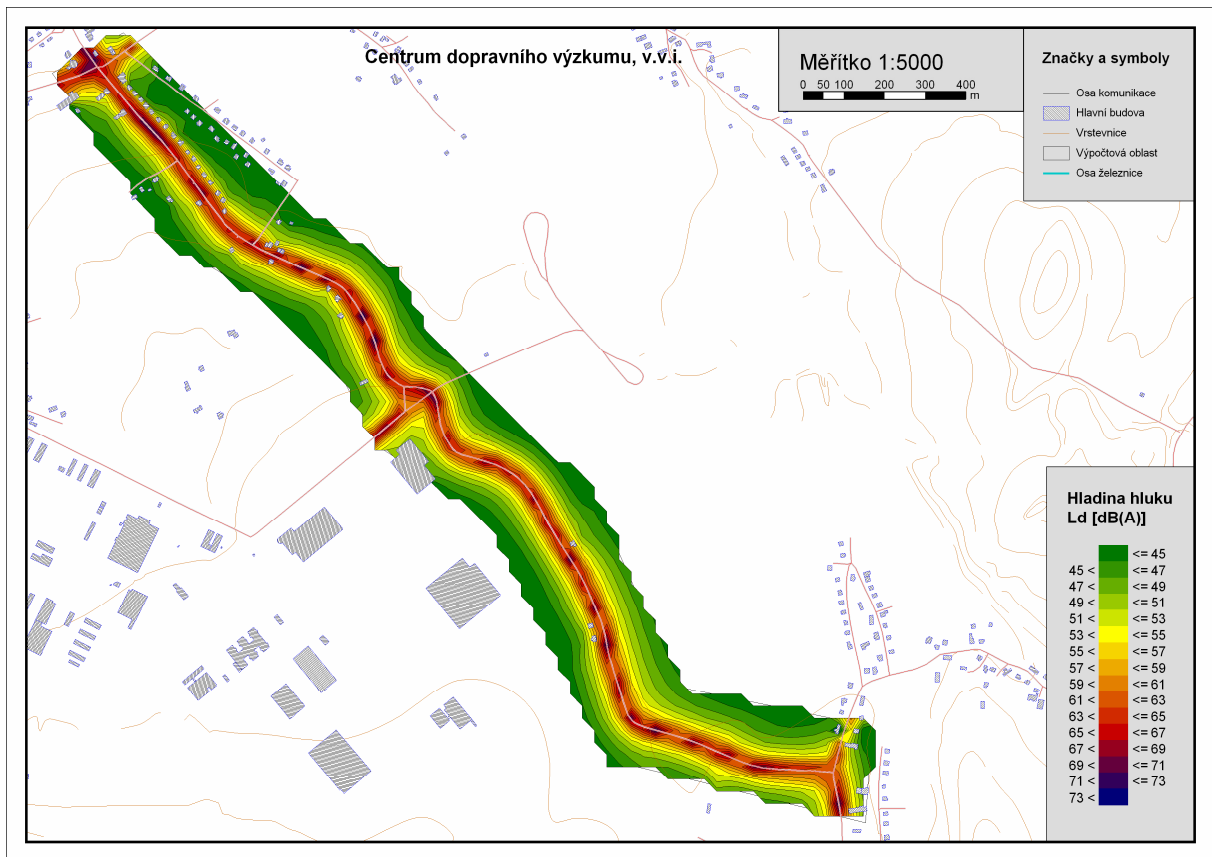 Centrum dopravního výzkumu, v.v.i.
Měřítko 1:5000
0 50 100 200 300 400
m
Značky a symboly
Osa komunikace
Hlavní budova
Vrstevnice
Výpočtová oblast
Osa železnice
Hladina hluku
Ld [dB(A)]
<= 45
45 < <= 47
47 < <= 49
49 < <= 51
51 < <= 53
53 < <= 55
55 < <= 57
57 < <= 59
59 < <= 61
61 < <= 63
63 < <= 65
65 < <= 67
67 < <= 69
69 < <= 71
71 < <= 73
73 <